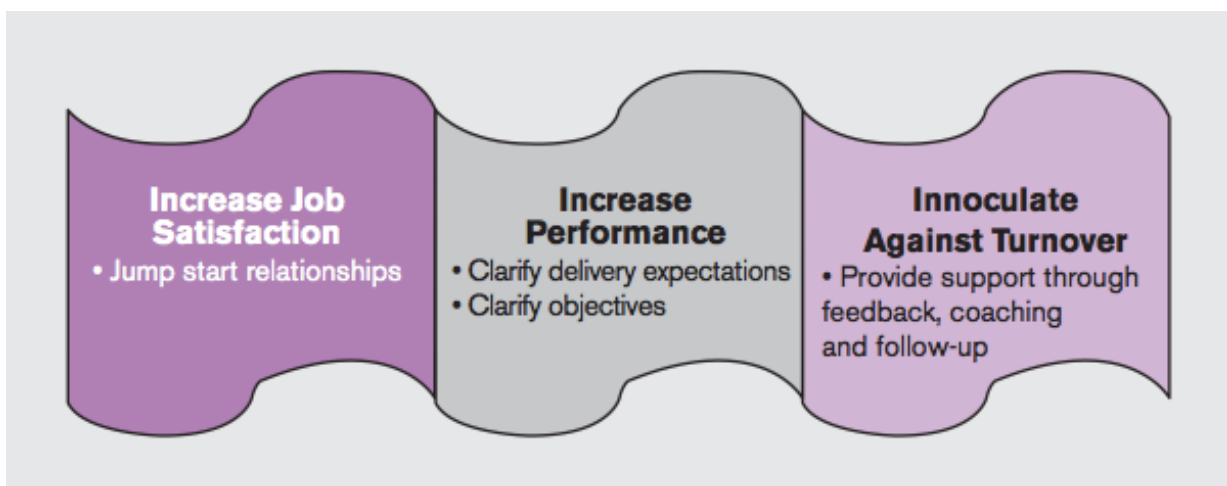 Increase Job
Satisfaction
• Jump start relationships
Increase
Performance
• Clarify delivery expectations
• Clarify objectives
Innoculate
Against Turnover
• Provide support through
feedback, coaching
and follow-up